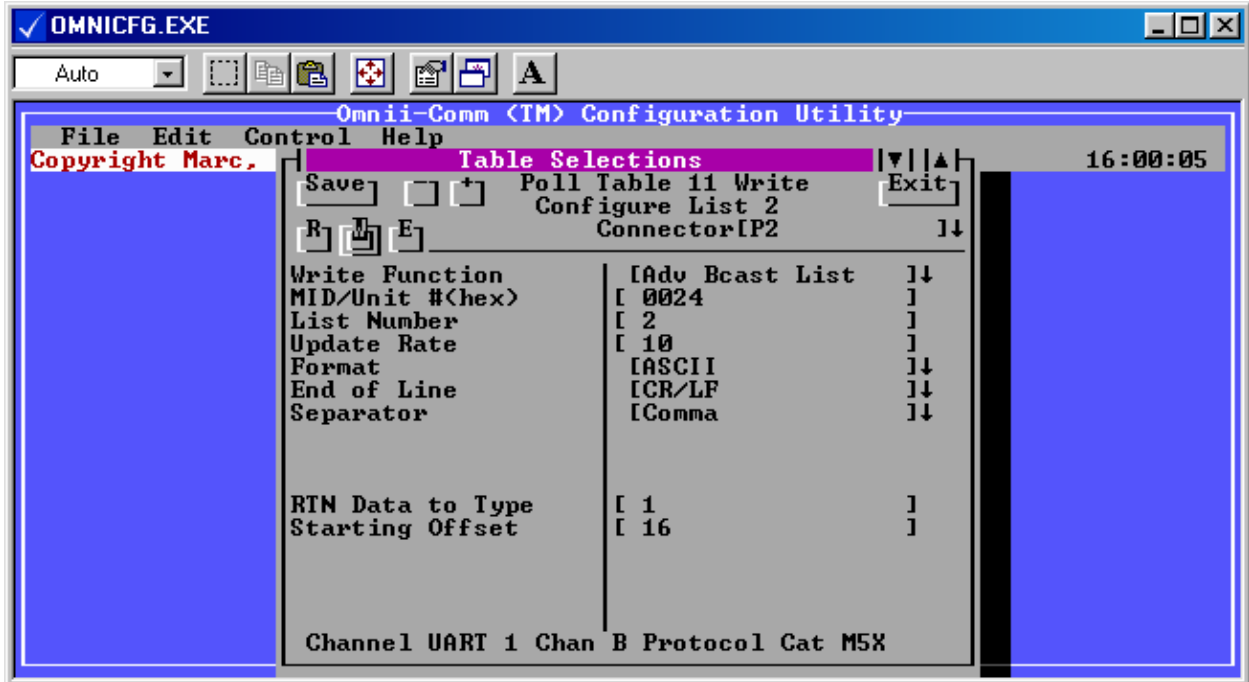 OMNICFG.EXE
Auto
A
Omnii-Comm (TM) Configuration Utility
File Edit Control Help
Copyright Marc,
Table Selections
16:00:05
Save - + Poll Table 11 Write Exit
Configure List 2
R W E Connector[P2 ]↓
Write Function [Adv Bcast List ]↓
MID/Unit #(hex) [ 0024 ]
List Number [ 2 ]
Update Rate [ 10 ]
Format [ASCII ]↓
End of Line [CR/LF ]↓
Separator [Comma ]↓
RTN Data to Type [ 1 ]
Starting Offset [ 16 ]
Channel UART 1 Chan B Protocol Cat M5X